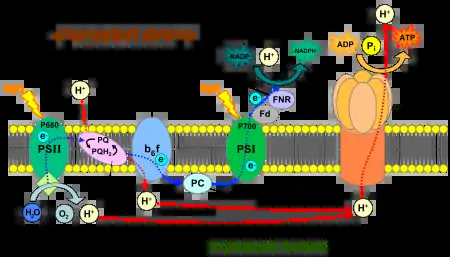 H⁺
ADP
Pᵢ
ATP
NADP
H⁺
NADPH
H⁺
e⁻
FNR
Fd
P680
e⁻
PSII
PQ
PQH₂
b₆f
e⁻
P700
e⁻
PSI
PC
H₂O
O₂
H⁺
H⁺
H⁺